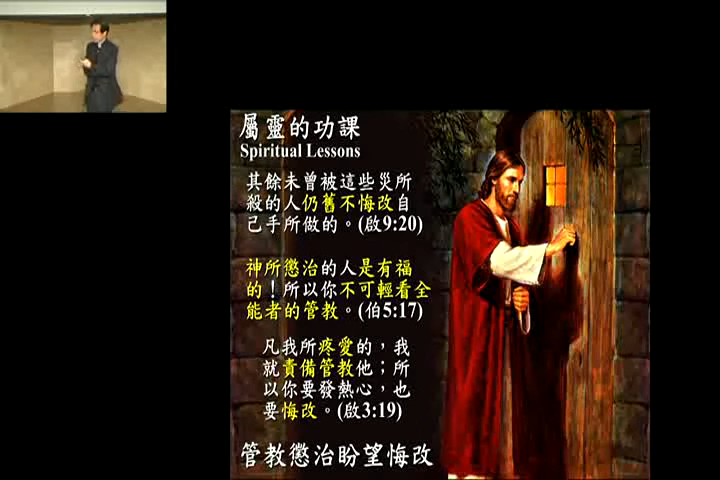 屬靈的功課
Spiritual Lessons
其餘未曾被這些災所
殺的人仍舊不悔改自
己手所做的。(啟9:20)
神所懲治的人是有福
的！所以你不可輕看全
能者的管教。(伯5:17)
凡我所疼愛的，我
就責備管教他；所
以你要發熱心，也
要悔改。(啟3:19)
管教懲治盼望悔改